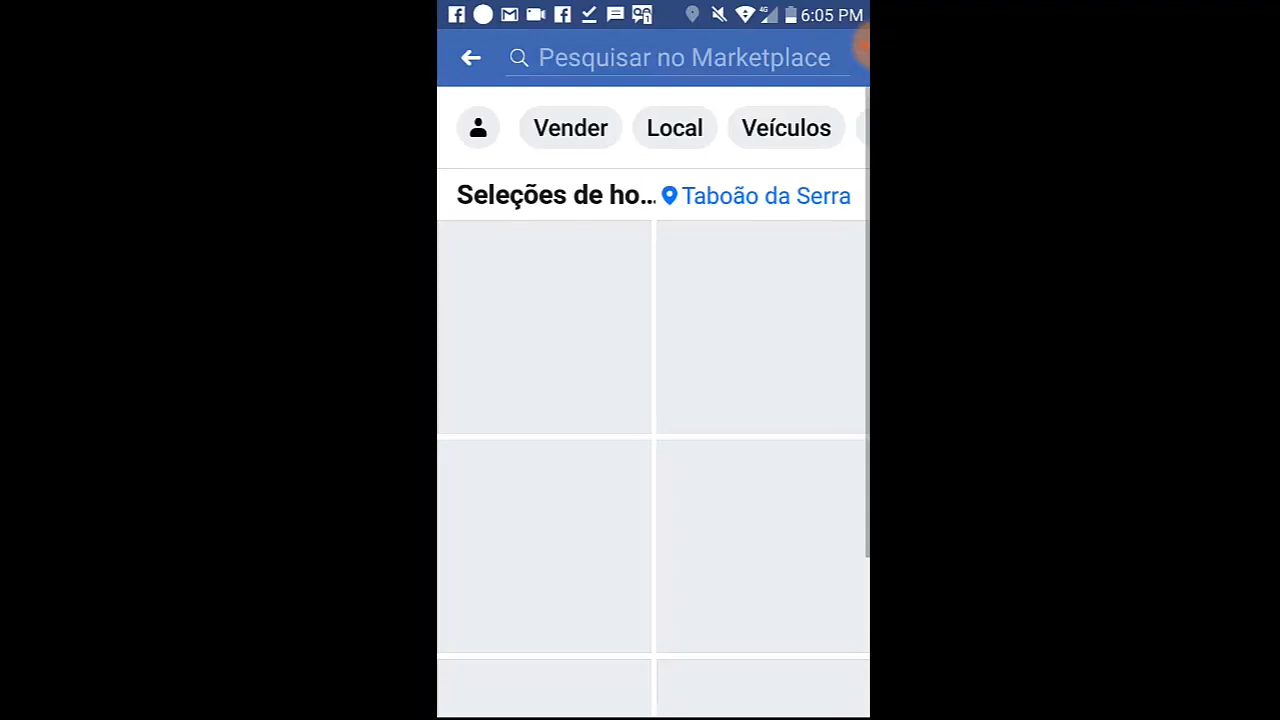 6:05 PM
Pesquisar no Marketplace
Vender Local Veículos
Seleções de ho... Taboão da Serra